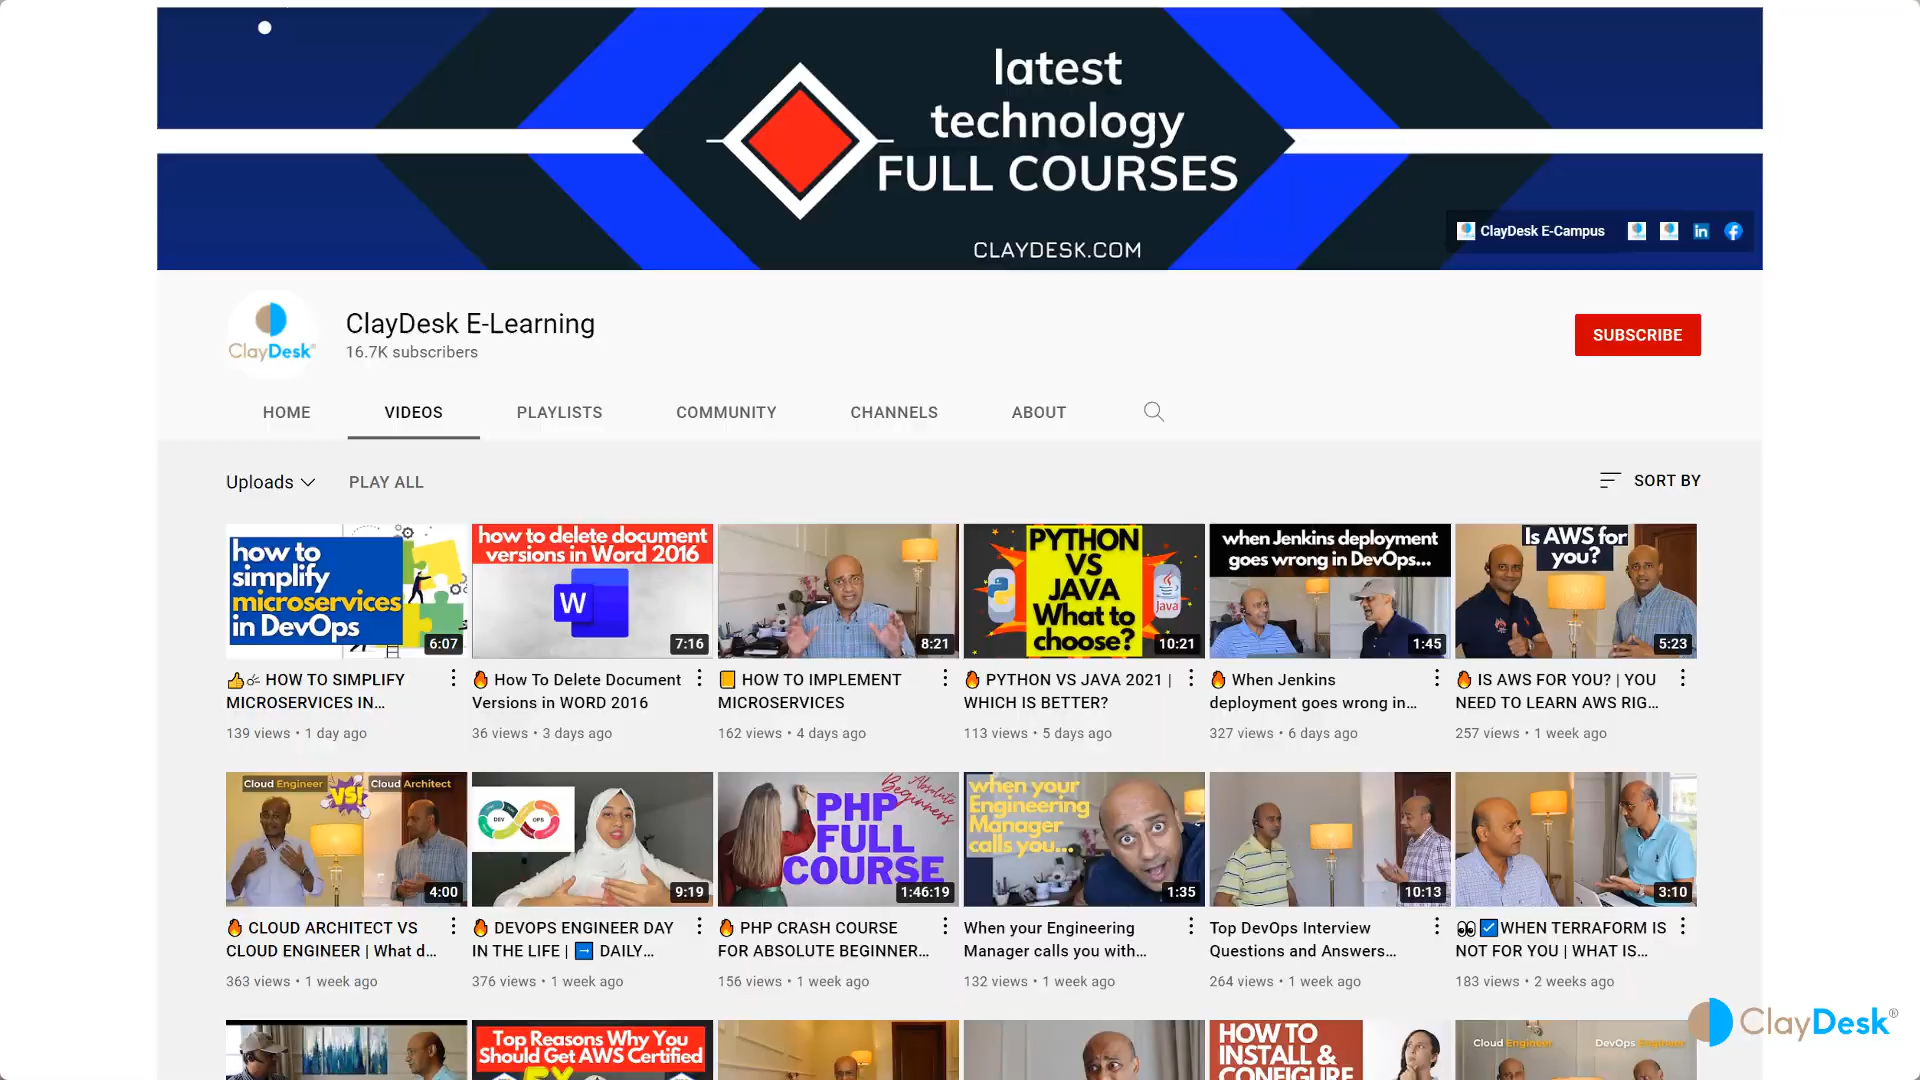 latest
technology
FULL COURSES
CLAYDESK.COM
ClayDesk E-Campus
ClayDesk
ClayDesk E-Learning
16.7K subscribers
SUBSCRIBE
HOME
VIDEOS
PLAYLISTS
COMMUNITY
CHANNELS
ABOUT
Uploads
PLAY ALL
SORT BY
how to
simplify
microservices
in DevOps
6:07
how to delete document
versions in Word 2016
W
7:16
8:21
PYTHON
VS
JAVA
What to
choose?
Java
10:21
when Jenkins deployment
goes wrong in DevOps...
1:45
Is AWS for
you?
5:23
HOW TO SIMPLIFY
MICROSERVICES IN...
139 views • 1 day ago
How To Delete Document
Versions in WORD 2016
36 views • 3 days ago
HOW TO IMPLEMENT
MICROSERVICES
162 views • 4 days ago
PYTHON VS JAVA 2021 |
WHICH IS BETTER?
113 views • 5 days ago
When Jenkins
deployment goes wrong in...
327 views • 6 days ago
IS AWS FOR YOU? | YOU
NEED TO LEARN AWS RIG...
257 views • 1 week ago
Cloud Engineer
VS!
Cloud Architect
4:00
DEV
OPS
9:19
Absolute
Beginners
PHP
FULL
COURSE
1:46:19
when your
Engineering
Manager
calls you...
1:35
10:13
3:10
CLOUD ARCHITECT VS
CLOUD ENGINEER | What d...
363 views • 1 week ago
DEVOPS ENGINEER DAY
IN THE LIFE | DAILY...
376 views • 1 week ago
PHP CRASH COURSE
FOR ABSOLUTE BEGINNER...
156 views • 1 week ago
When your Engineering
Manager calls you with...
132 views • 1 week ago
Top DevOps Interview
Questions and Answers...
264 views • 1 week ago
WHEN TERRAFORM IS
NOT FOR YOU | WHAT IS...
183 views • 2 weeks ago
Top Reasons Why You
Should Get AWS Certified
5X
HOW TO
INSTALL &
CONFIGURE
Cloud Engineer
DevOps Engineer
ClayDesk®